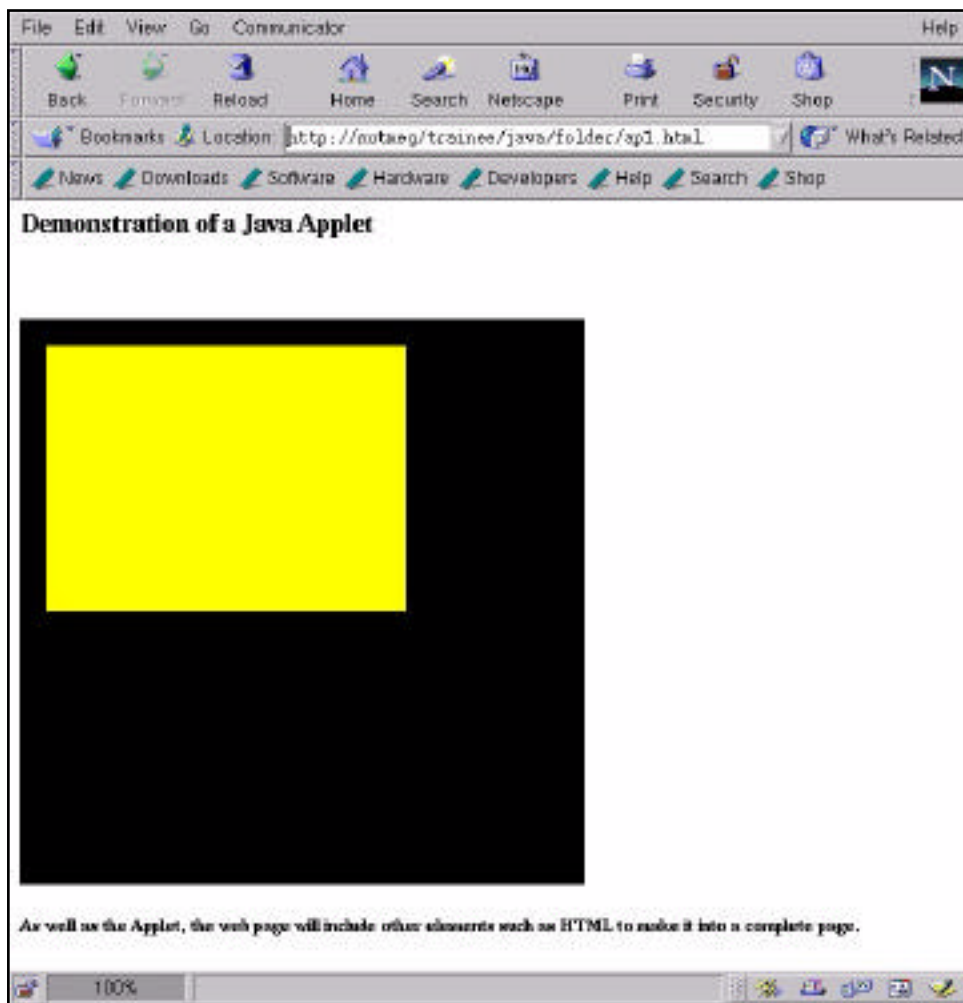 File Edit View Go Communicator Help
Back Forward Reload Home Search Netscape Print Security Shop N
Bookmarks Location: http://nutmeg/trainee/java/folder/ap1.html What's Related
News Downloads Software Hardware Developers Help Search Shop
Demonstration of a Java Applet
As well as the Applet, the web page will include other elements such as HTML to make it into a complete page.
100%